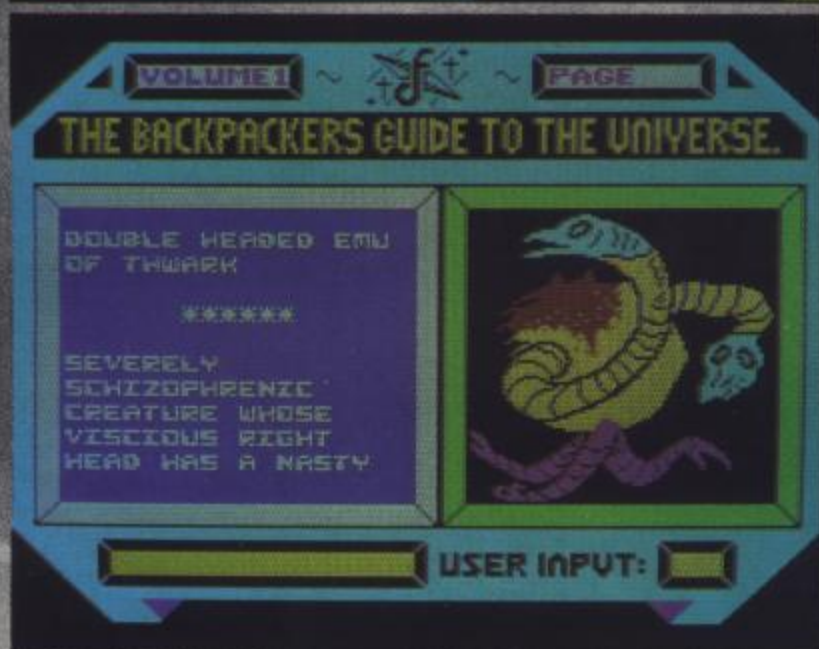 VOLUME 1 ~ ~ PAGE
THE BACKPACKERS GUIDE TO THE UNIVERSE.
DOUBLE HEADED EMU
OF THWARK
******
SEVERELY
SCHIZOPHRENIC
CREATURE WHOSE
VISCIOUS RIGHT
HEAD HAS A NASTY
USER INPUT: